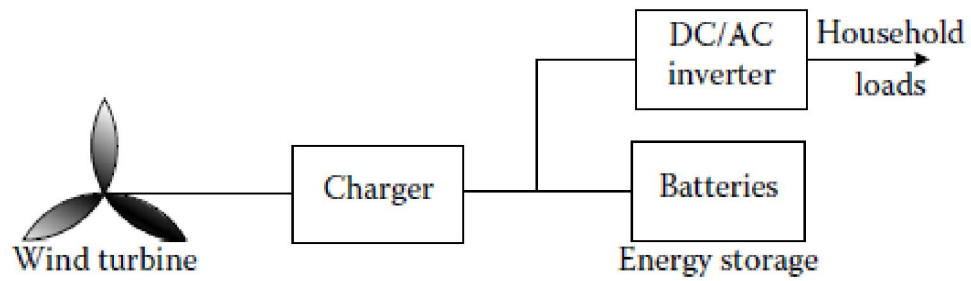 DC/AC
inverter
Household
loads
Charger
Batteries
Wind turbine
Energy storage